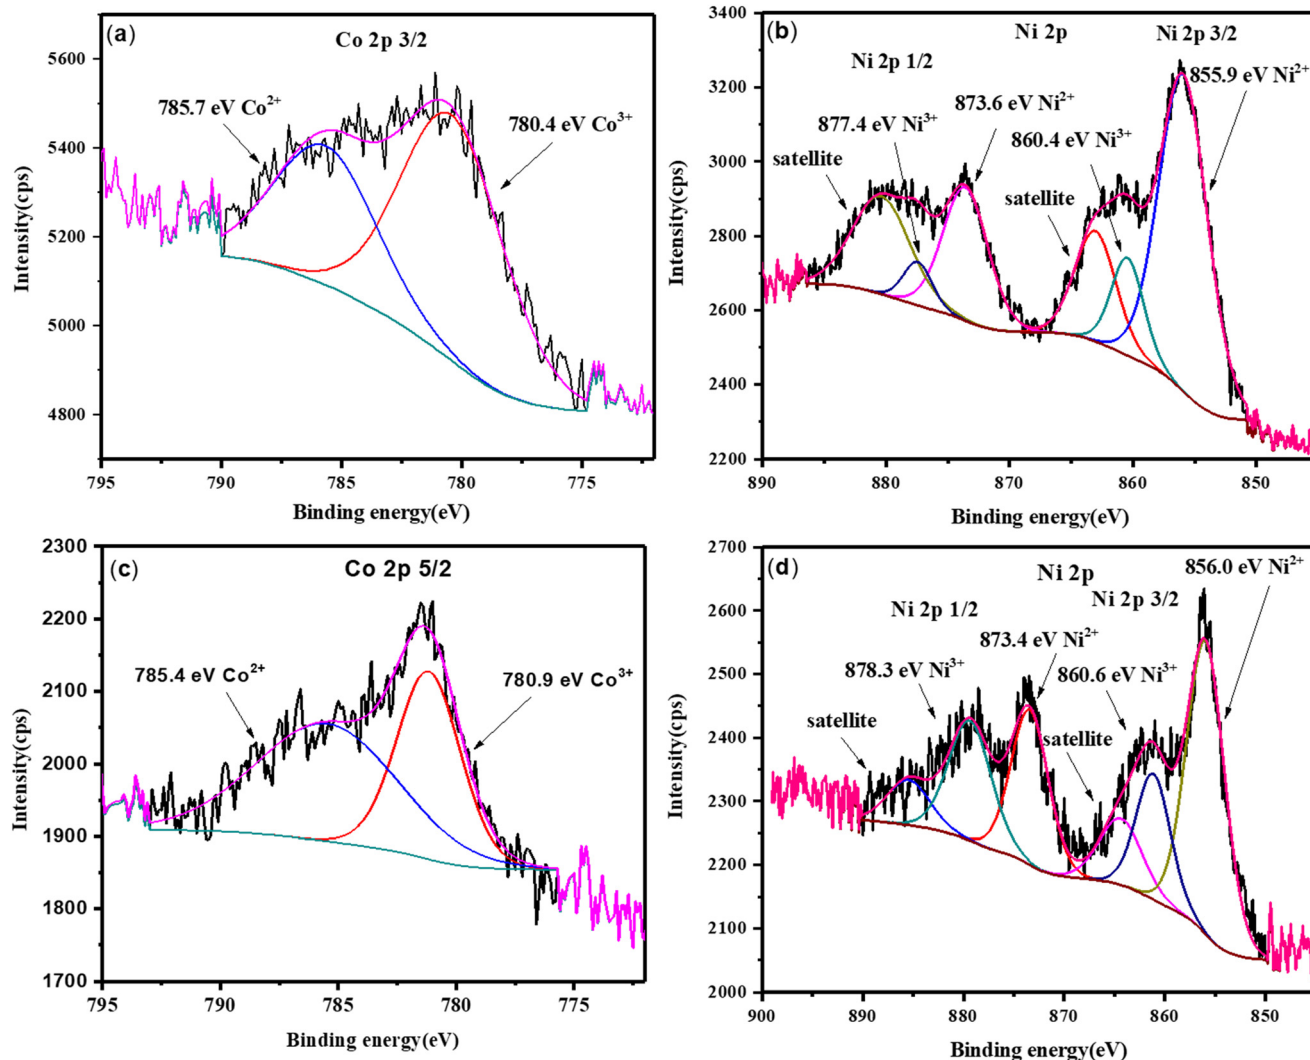 (a)
Co 2p 3/2
785.7 eV Co²⁺
780.4 eV Co³⁺
Intensity(cps)
5600
5400
5200
5000
4800
795
790
785
780
775
Binding energy(eV)
(b)
Ni 2p
Ni 2p 3/2
Ni 2p 1/2
855.9 eV Ni²⁺
873.6 eV Ni²⁺
877.4 eV Ni³⁺
860.4 eV Ni³⁺
satellite
satellite
Intensity(cps)
3400
3200
3000
2800
2600
2400
2200
890
880
870
860
850
Binding energy(eV)
(c)
Co 2p 5/2
785.4 eV Co²⁺
780.9 eV Co³⁺
Intensity(cps)
2300
2200
2100
2000
1900
1800
1700
795
790
785
780
775
Binding energy(eV)
(d)
856.0 eV Ni²⁺
Ni 2p
Ni 2p 1/2
Ni 2p 3/2
873.4 eV Ni²⁺
878.3 eV Ni³⁺
860.6 eV Ni³⁺
satellite
satellite
Intensity(cps)
2700
2600
2500
2400
2300
2200
2100
2000
900
890
880
870
860
850
Binding energy(eV)